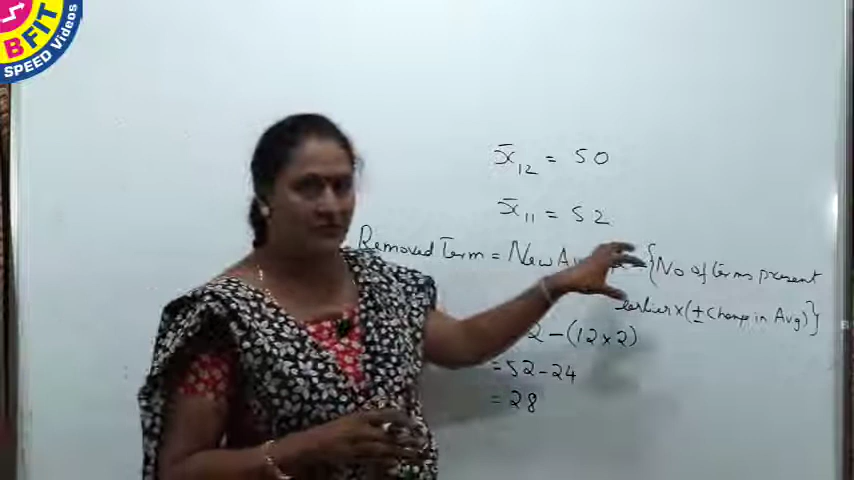 BFIT
SPEED Videos
x̄12 = 50
x̄11 = 52
Removed Term = New {No of terms present
earlier x (± Change in Avg)}
2 - (12 x 2)
= 52 - 24
= 28